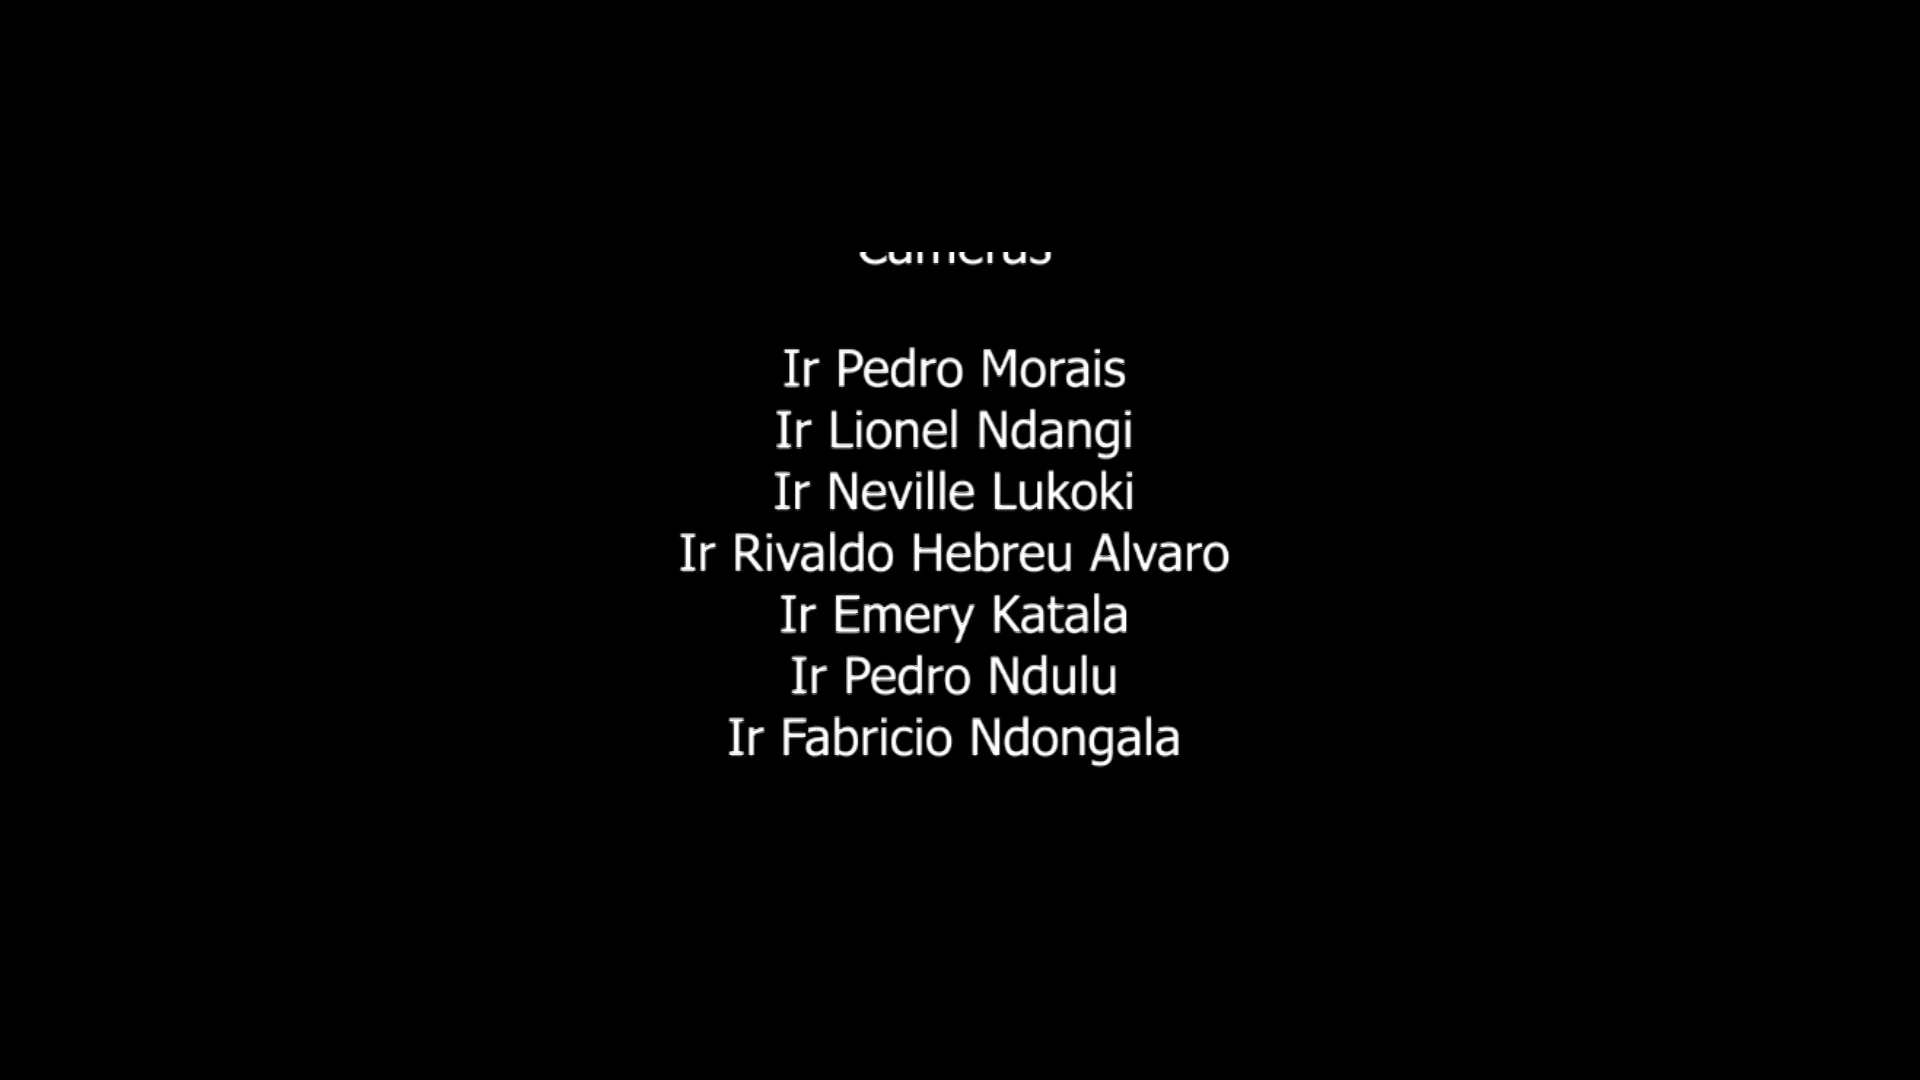 Cameras
Ir Pedro Morais
Ir Lionel Ndangi
Ir Neville Lukoki
Ir Rivaldo Hebreu Alvaro
Ir Emery Katala
Ir Pedro Ndulu
Ir Fabricio Ndongala